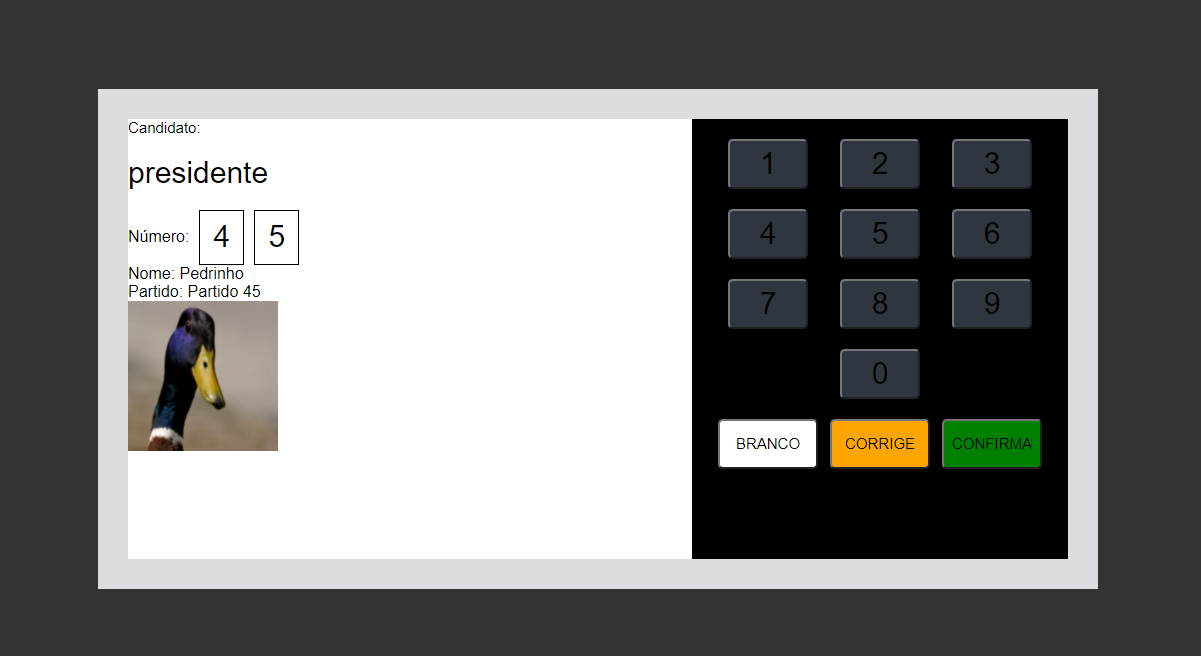 Candidato:
presidente
Número: 4 5
Nome: Pedrinho
Partido: Partido 45
1 2 3
4 5 6
7 8 9
0
BRANCO CORRIGE CONFIRMA